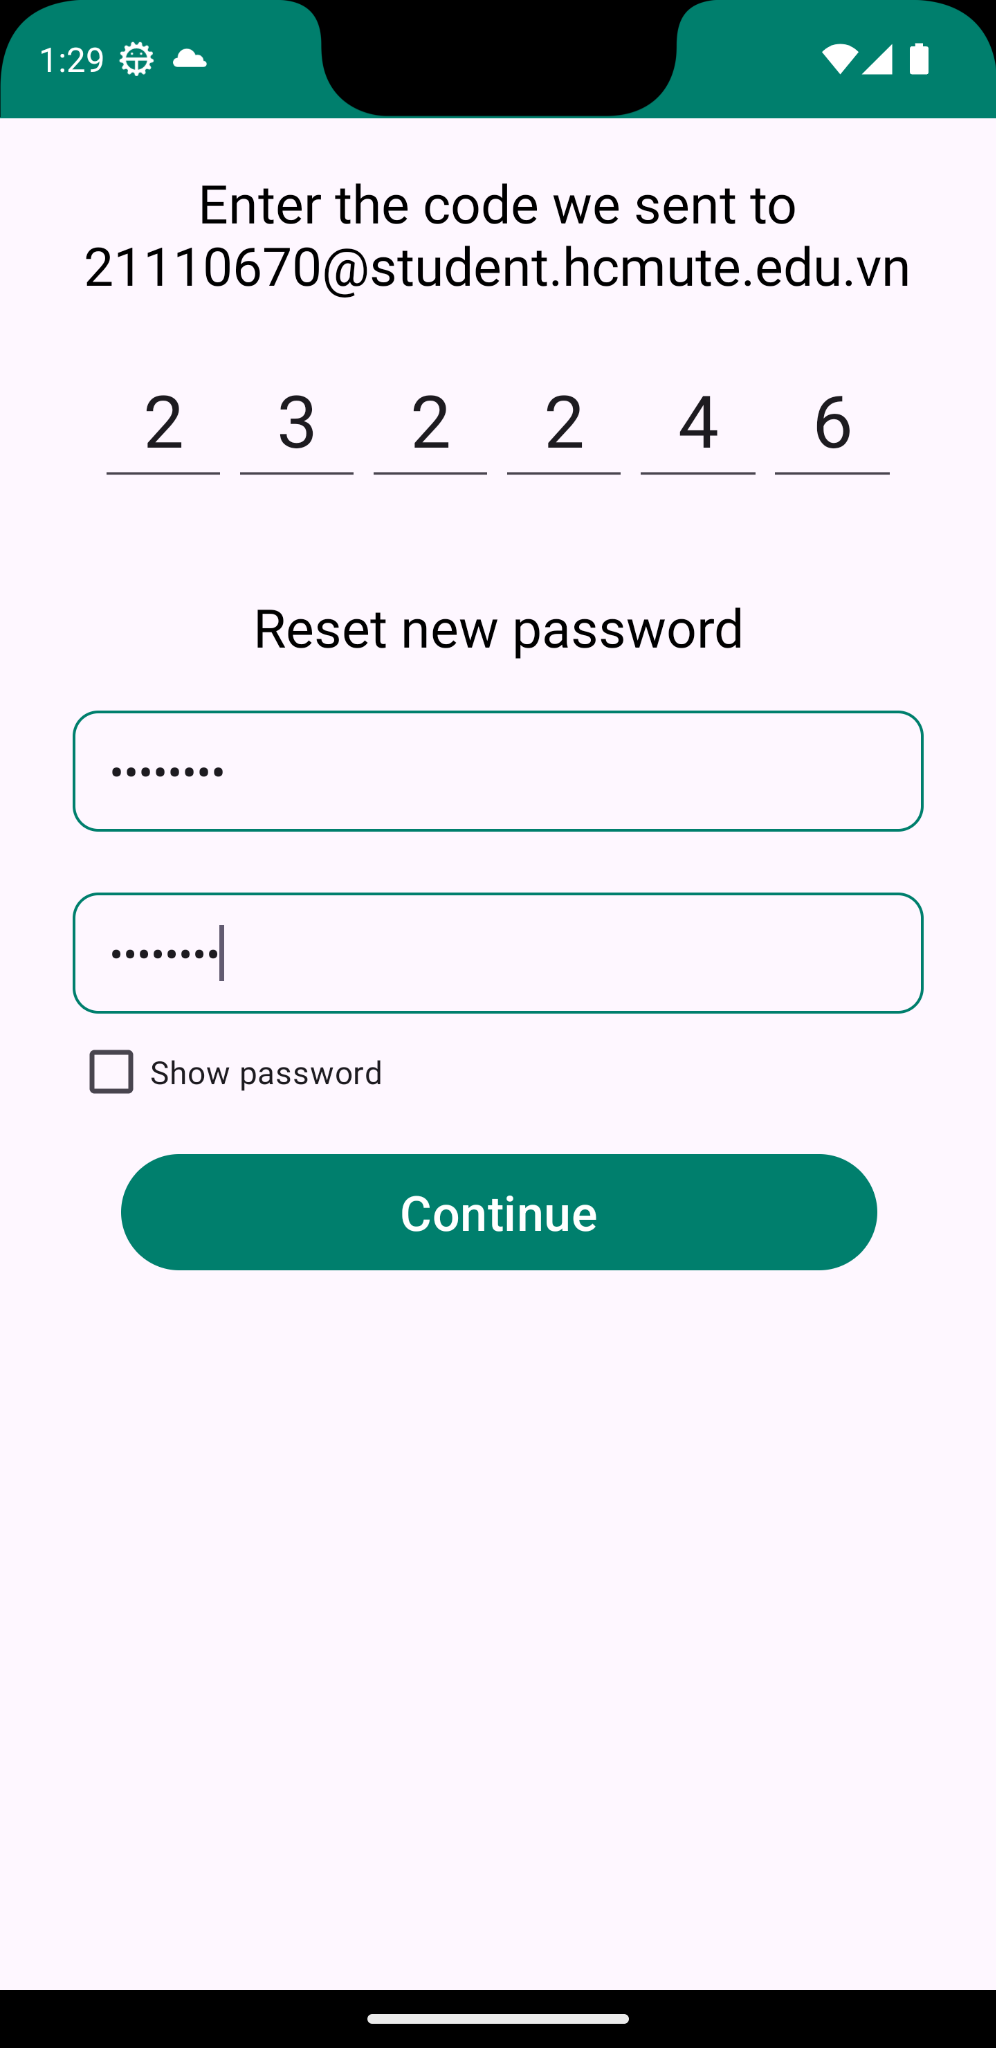 1:29
Enter the code we sent to
21110670@student.hcmute.edu.vn
2 3 2 2 4 6
Reset new password
••••••••
••••••••
Show password
Continue